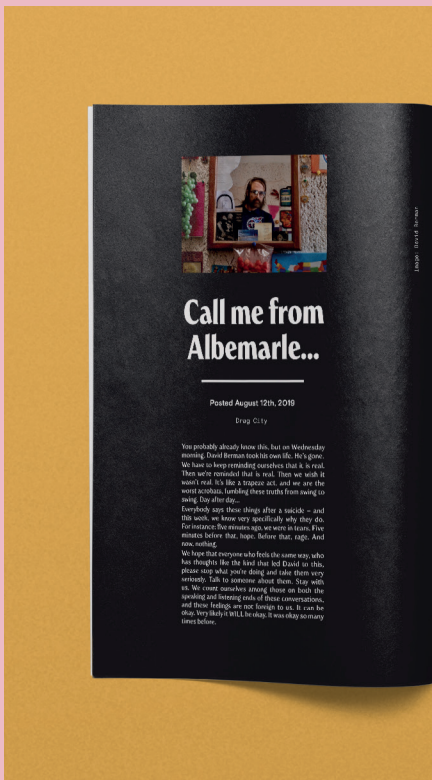 Image: David Berman
Call me from
Albemarle...
Posted August 12th, 2019
Drag City
You probably already know this, but on Wednesday
morning, David Berman took his own life. He's gone.
We have to keep reminding ourselves that it is real.
Then we're reminded that is real. Then we wish it
wasn't real. It's like a trapeze act, and we are the
worst acrobats, fumbling these truths from swing to
swing. Day after day...
Everybody says these things after a suicide – and
this week, we know very specifically why they do.
For instance: five minutes ago, we were in tears. Five
minutes before that, hope. Before that, rage. And
now, nothing.
We hope that everyone who feels the same way, who
has thoughts like the kind that led David to this,
please stop what you're doing and take them very
seriously. Talk to someone about them. Stay with
us. We count ourselves among those on both the
speaking and listening ends of these conversations,
and these feelings are not foreign to us. It can be
okay. Very likely it WILL be okay. It was okay so many
times before.